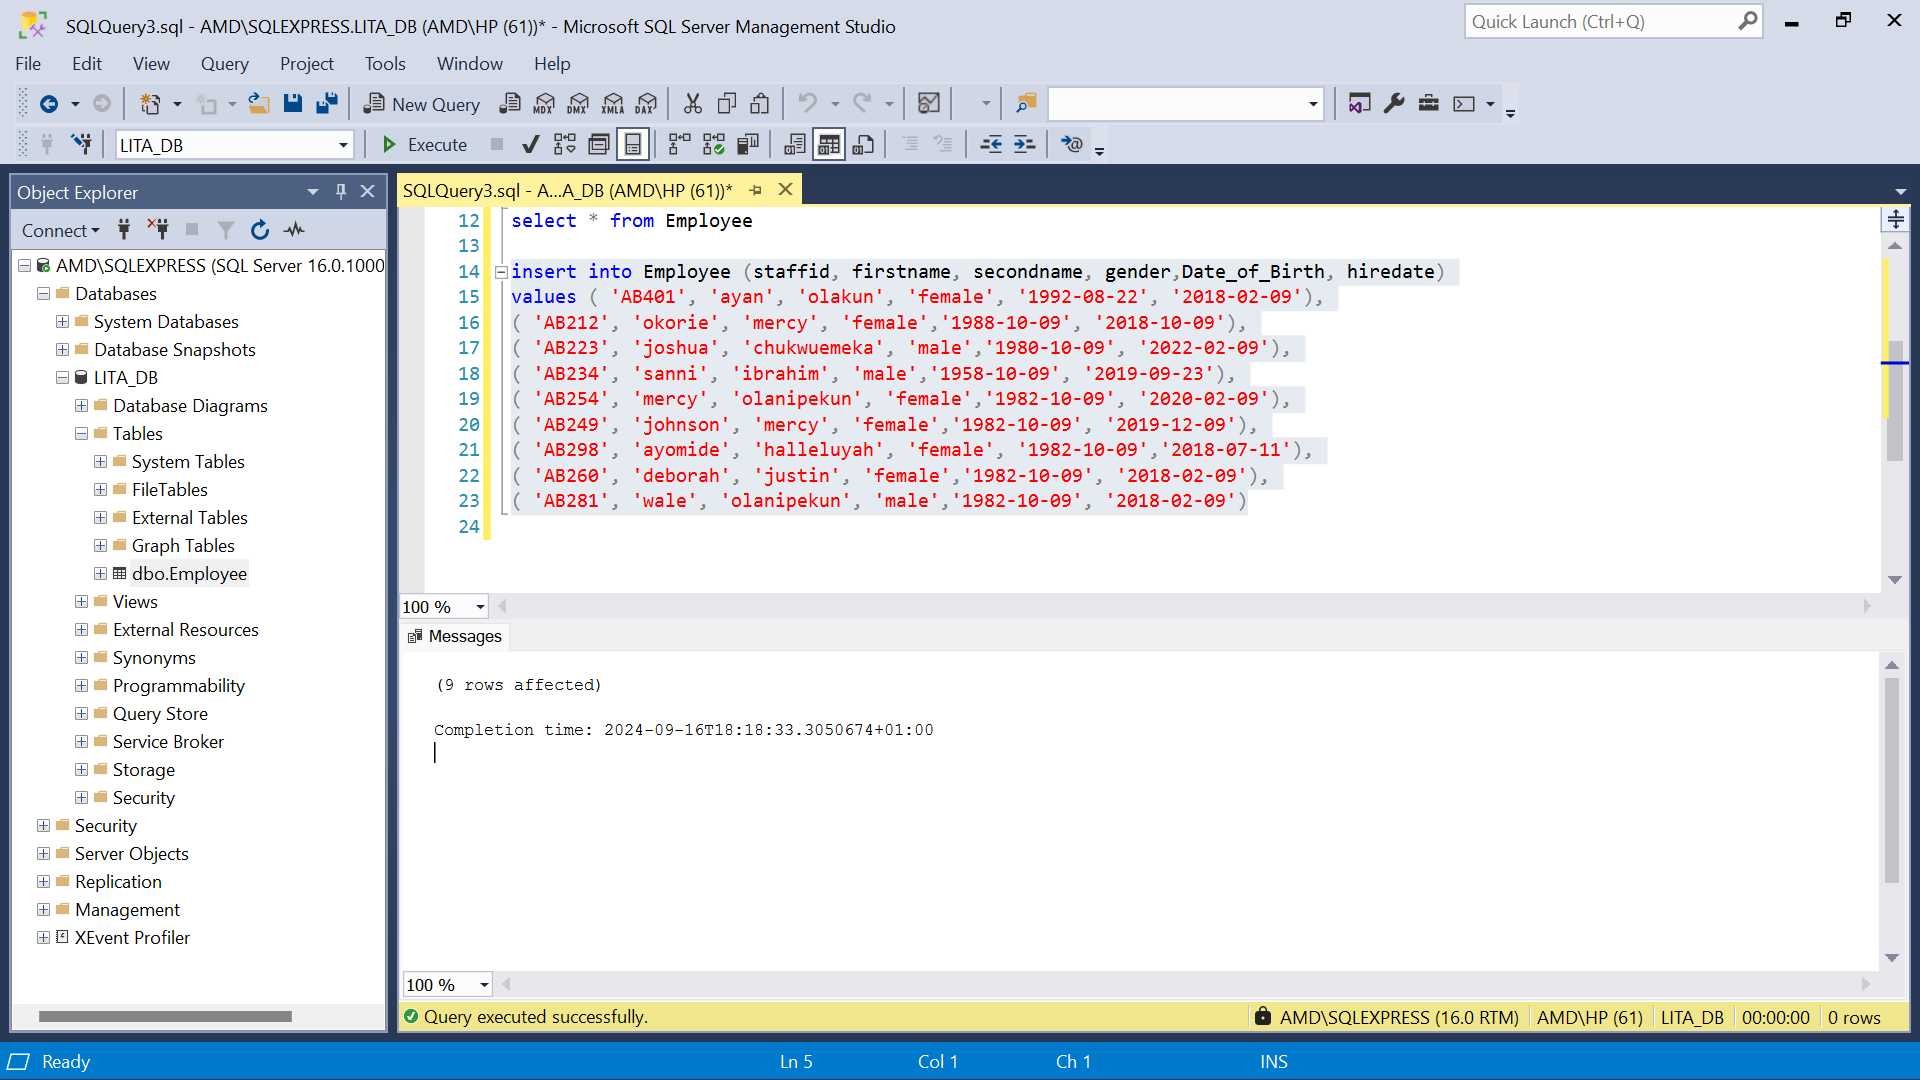 SQLQuery3.sql - AMD\SQLEXPRESS.LITA_DB (AMD\HP (61))* - Microsoft SQL Server Management Studio
Quick Launch (Ctrl+Q)
File Edit View Query Project Tools Window Help
New Query MDX DMX XMLA DAX
LITA_DB Execute
Object Explorer
Connect
AMD\SQLEXPRESS (SQL Server 16.0.1000
Databases
System Databases
Database Snapshots
LITA_DB
Database Diagrams
Tables
System Tables
FileTables
External Tables
Graph Tables
dbo.Employee
Views
External Resources
Synonyms
Programmability
Query Store
Service Broker
Storage
Security
Security
Server Objects
Replication
Management
XEvent Profiler
SQLQuery3.sql - A...A_DB (AMD\HP (61))*
12 select * from Employee
13
14 insert into Employee (staffid, firstname, secondname, gender,Date_of_Birth, hiredate)
15 values ( 'AB401', 'ayan', 'olakun', 'female', '1992-08-22', '2018-02-09'),
16 ( 'AB212', 'okorie', 'mercy', 'female','1988-10-09', '2018-10-09'),
17 ( 'AB223', 'joshua', 'chukwuemeka', 'male','1980-10-09', '2022-02-09'),
18 ( 'AB234', 'sanni', 'ibrahim', 'male','1958-10-09', '2019-09-23'),
19 ( 'AB254', 'mercy', 'olanipekun', 'female','1982-10-09', '2020-02-09'),
20 ( 'AB249', 'johnson', 'mercy', 'female','1982-10-09', '2019-12-09'),
21 ( 'AB298', 'ayomide', 'halleluyah', 'female', '1982-10-09','2018-07-11'),
22 ( 'AB260', 'deborah', 'justin', 'female','1982-10-09', '2018-02-09'),
23 ( 'AB281', 'wale', 'olanipekun', 'male','1982-10-09', '2018-02-09')
24
100 %
Messages
(9 rows affected)
Completion time: 2024-09-16T18:18:33.3050674+01:00
100 %
Query executed successfully. AMD\SQLEXPRESS (16.0 RTM) AMD\HP (61) LITA_DB 00:00:00 0 rows
Ready Ln 5 Col 1 Ch 1 INS